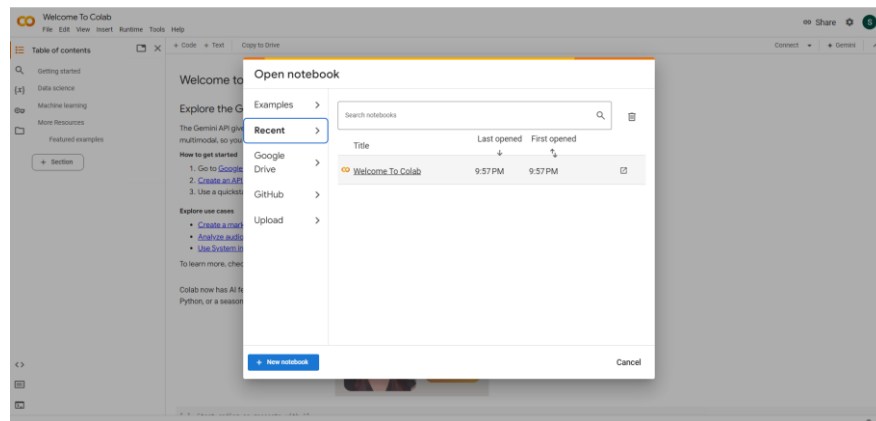 Welcome To Colab
File Edit View Insert Runtime Tools Help
Share
S
Table of contents
+ Code + Text Copy to Drive
Connect
Gemini
Getting started
Data science
Machine learning
More Resources
Featured examples
+ Section
Welcome to
Explore the G
The Gemini API give
multimodal, so you
How to get started
1. Go to Google
2. Create an API
3. Use a quicksta
Explore use cases
Create a mark
Analyze audio
Use System in
To learn more, chec
Colab now has AI fe
Python, or a season
Open notebook
Examples
Recent
Google
Drive
GitHub
Upload
Search notebooks
Title Last opened First opened
Welcome To Colab 9:57 PM 9:57 PM
+ New notebook
Cancel